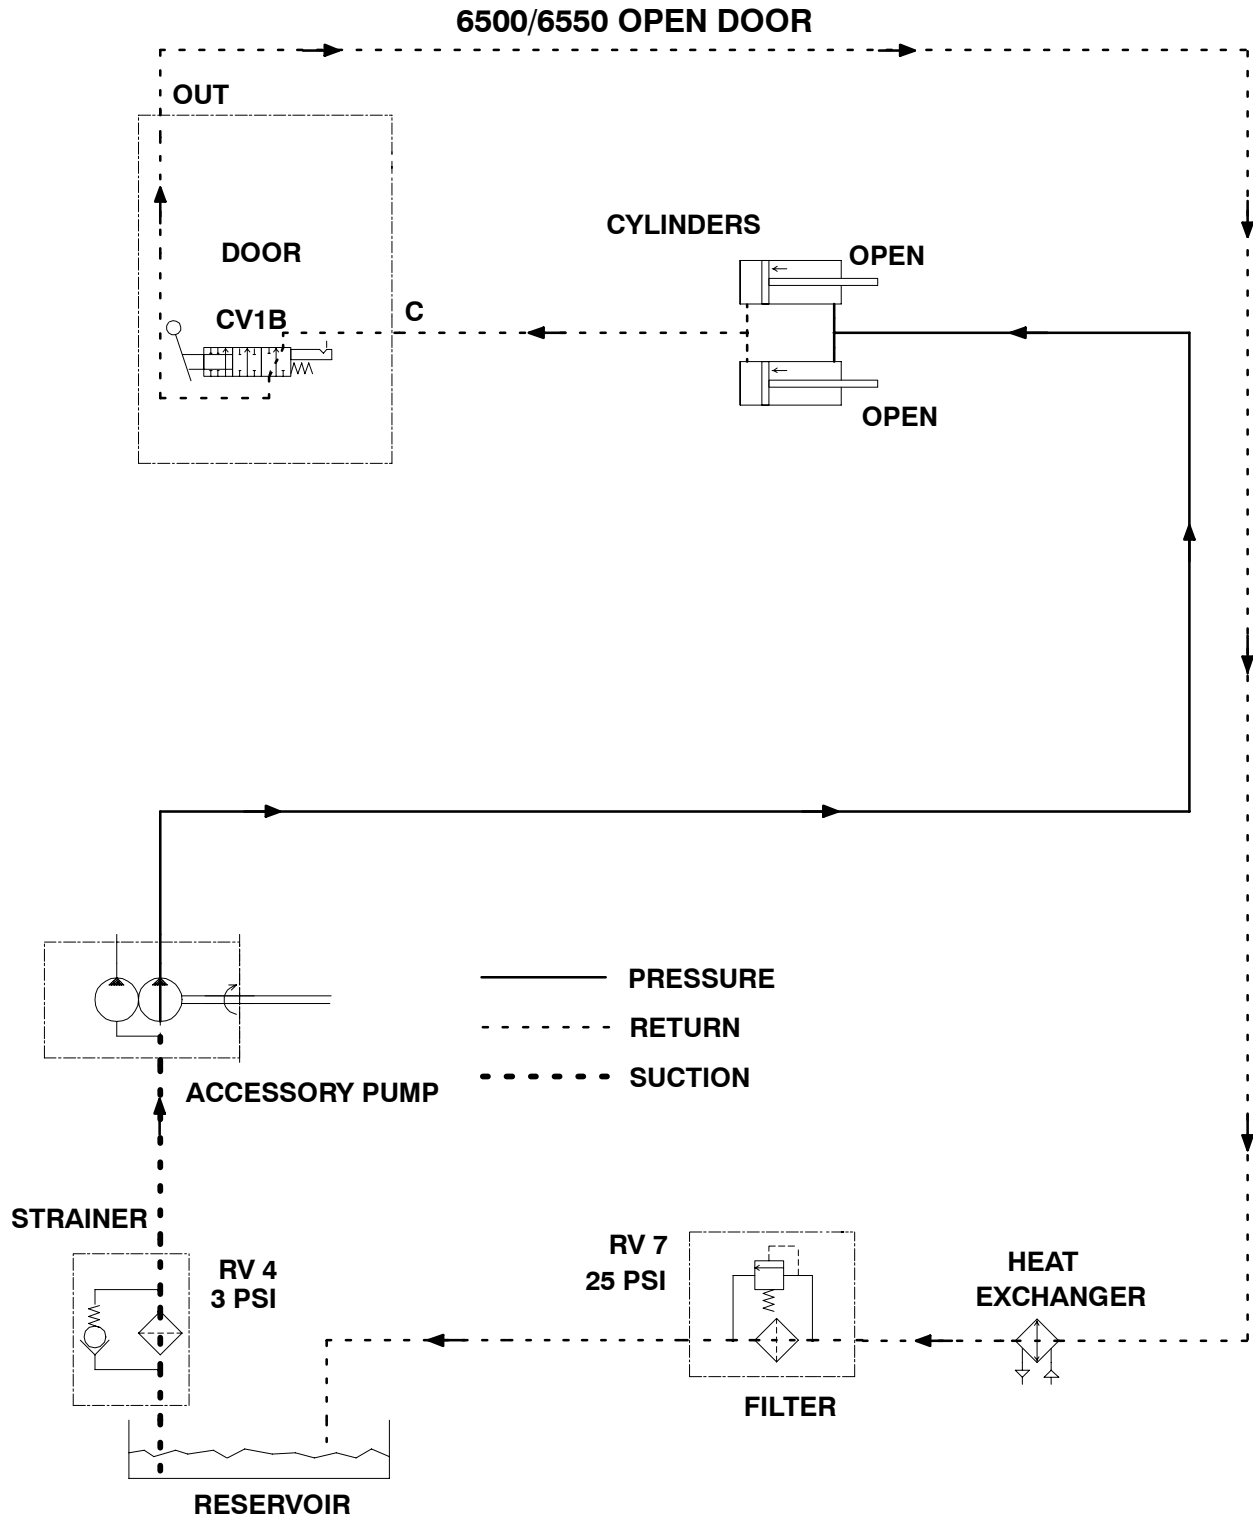 6500/6550 OPEN DOOR
OUT
DOOR
CV1B
C
CYLINDERS
OPEN
OPEN
PRESSURE
RETURN
SUCTION
ACCESSORY PUMP
STRAINER
RV 4
3 PSI
RV 7
25 PSI
HEAT
EXCHANGER
FILTER
RESERVOIR